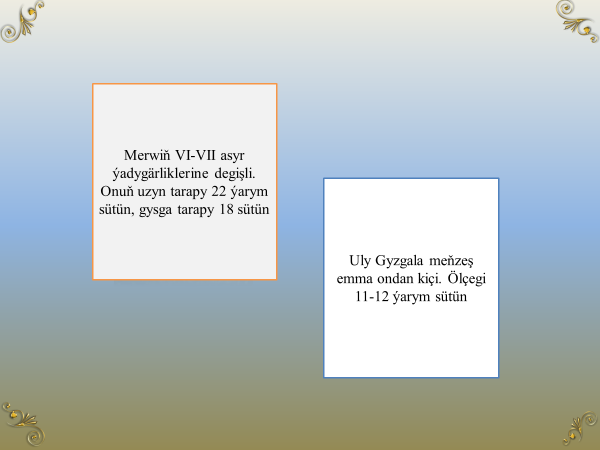 Merwiň VI-VII asyr
ýadygärliklerine degişli.
Onuň uzyn tarapy 22 ýarym
sütün, gysga tarapy 18 sütün
Uly Gyzgala meňzeş
emma ondan kiçi. Ölçegi
11-12 ýarym sütün